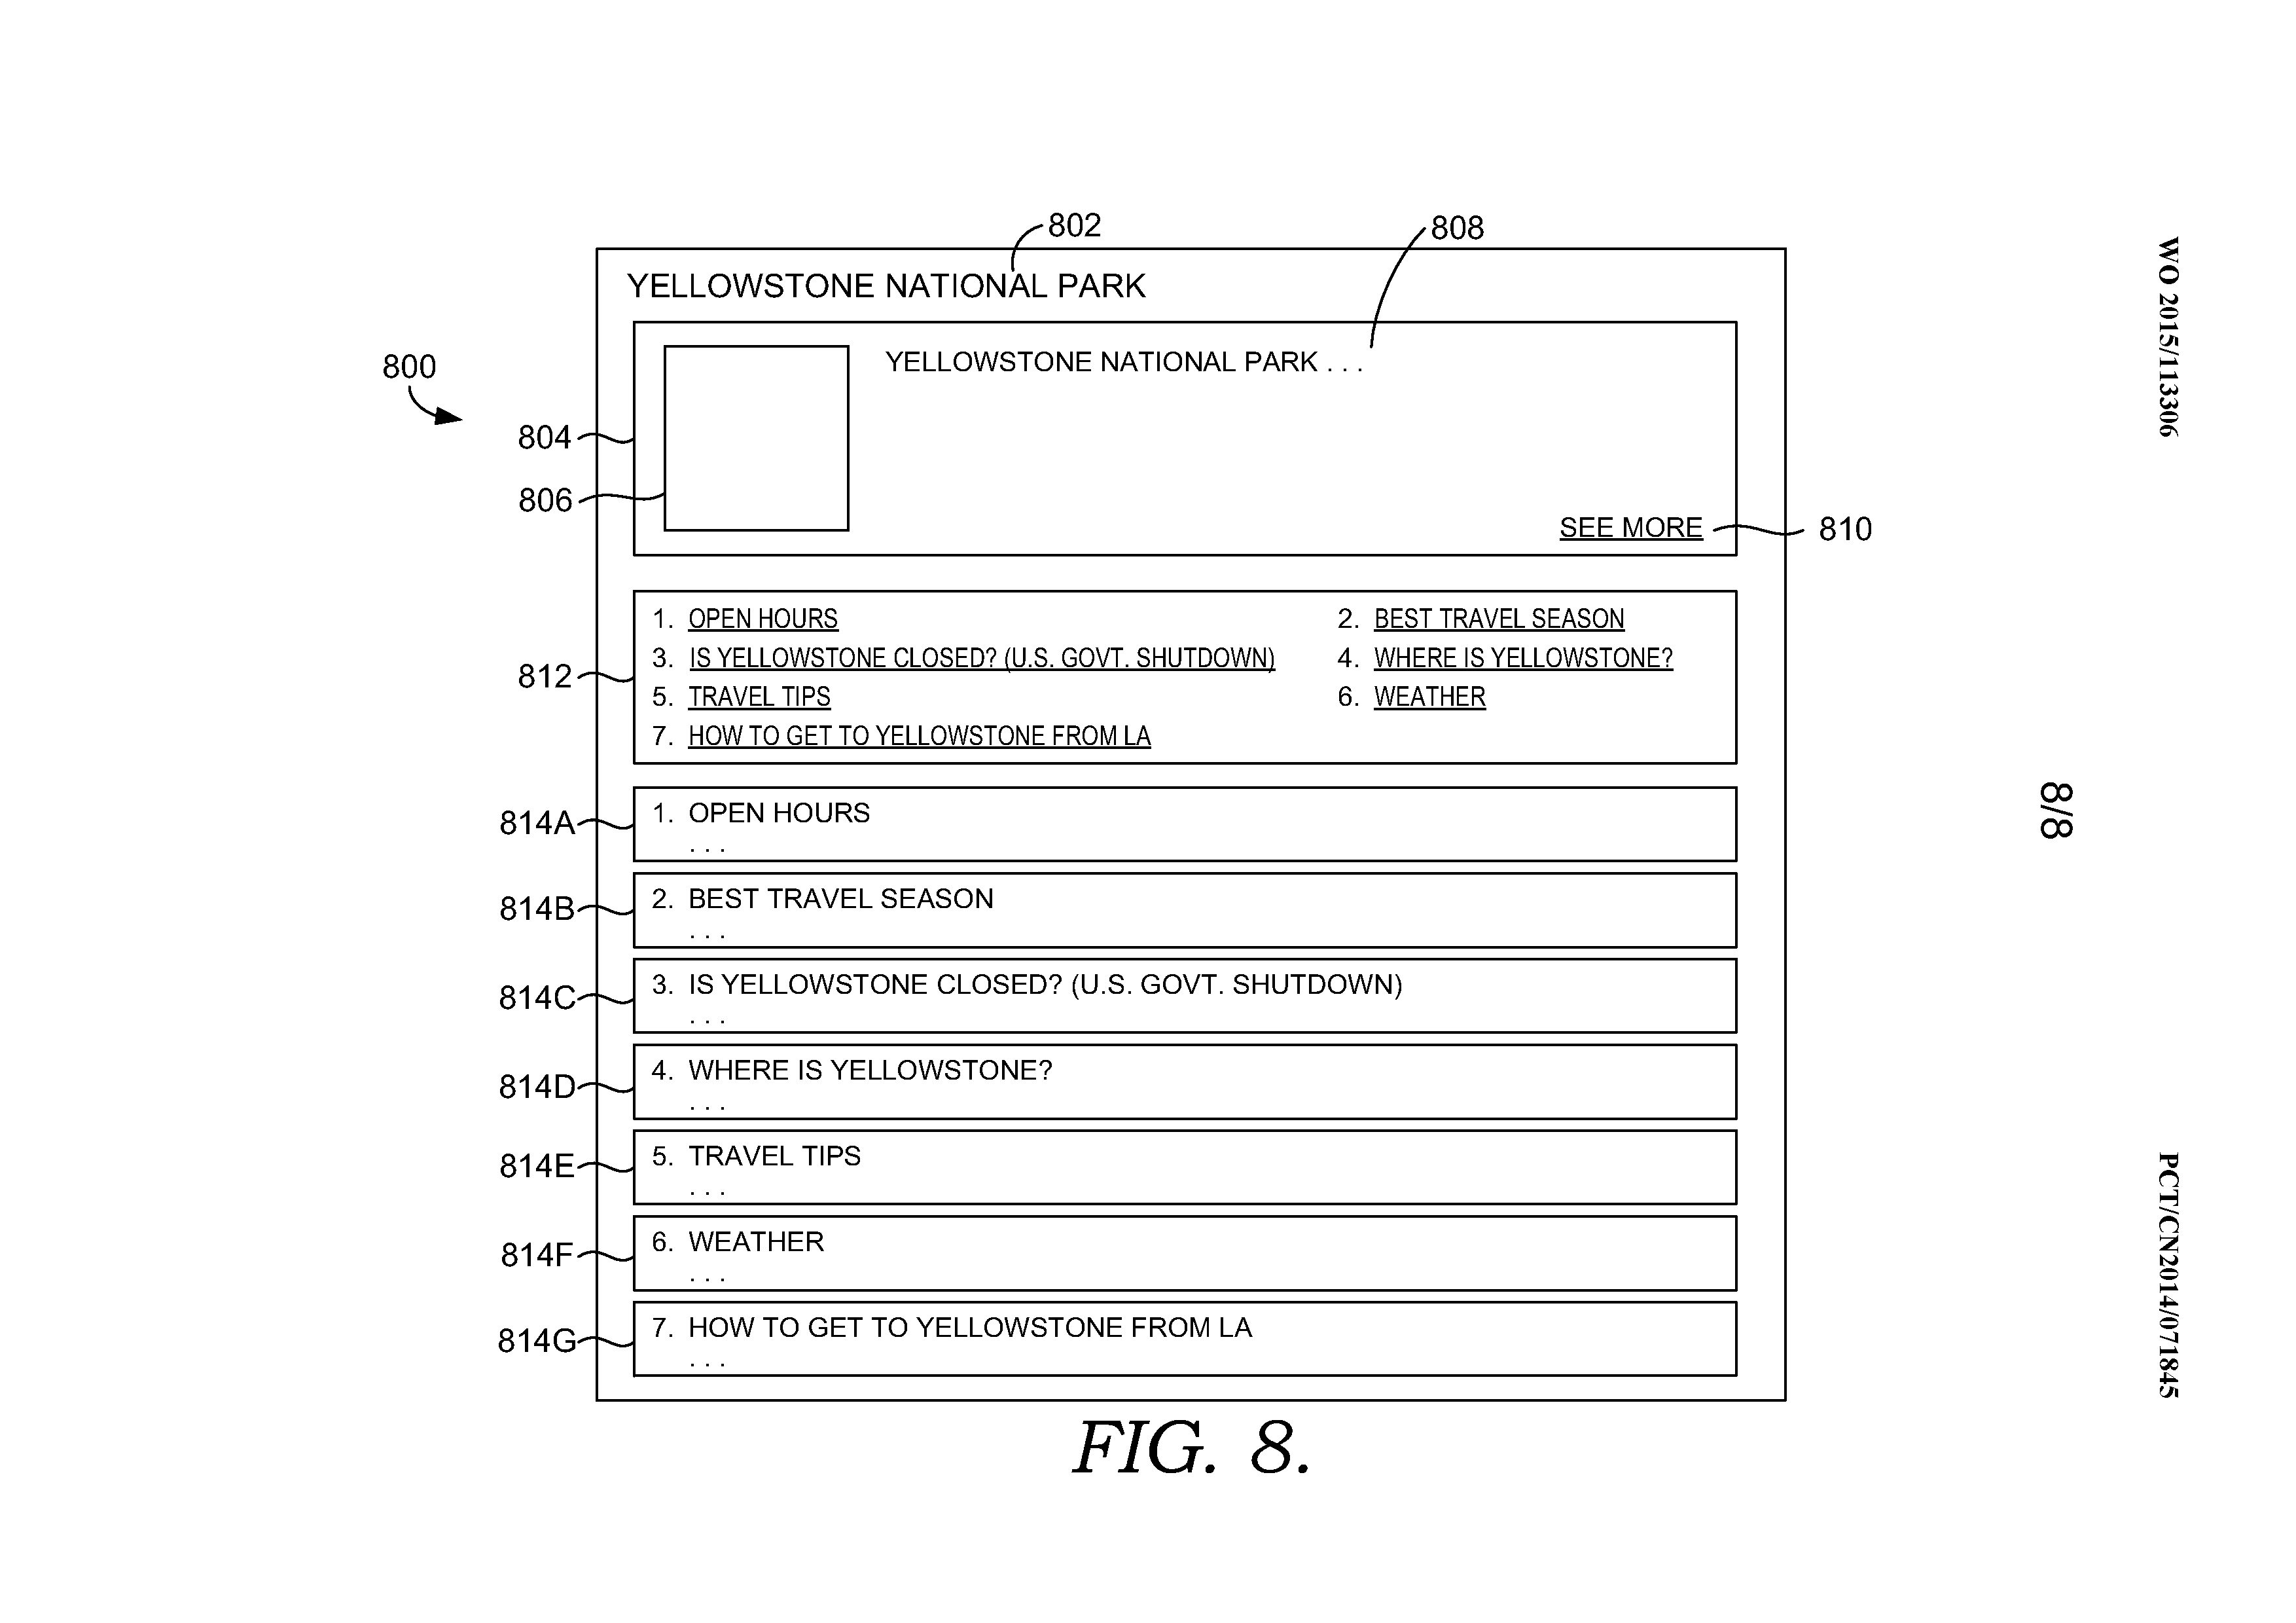 802
808
YELLOWSTONE NATIONAL PARK
800
YELLOWSTONE NATIONAL PARK . . .
804
806
SEE MORE
810
812
1. OPEN HOURS
2. BEST TRAVEL SEASON
3. IS YELLOWSTONE CLOSED? (U.S. GOVT. SHUTDOWN)
4. WHERE IS YELLOWSTONE?
5. TRAVEL TIPS
6. WEATHER
7. HOW TO GET TO YELLOWSTONE FROM LA
814A
1. OPEN HOURS
. . .
814B
2. BEST TRAVEL SEASON
. . .
814C
3. IS YELLOWSTONE CLOSED? (U.S. GOVT. SHUTDOWN)
. . .
814D
4. WHERE IS YELLOWSTONE?
. . .
814E
5. TRAVEL TIPS
. . .
814F
6. WEATHER
. . .
814G
7. HOW TO GET TO YELLOWSTONE FROM LA
. . .
FIG. 8.
WO 2015/113306
8/8
PCT/CN2014/071845